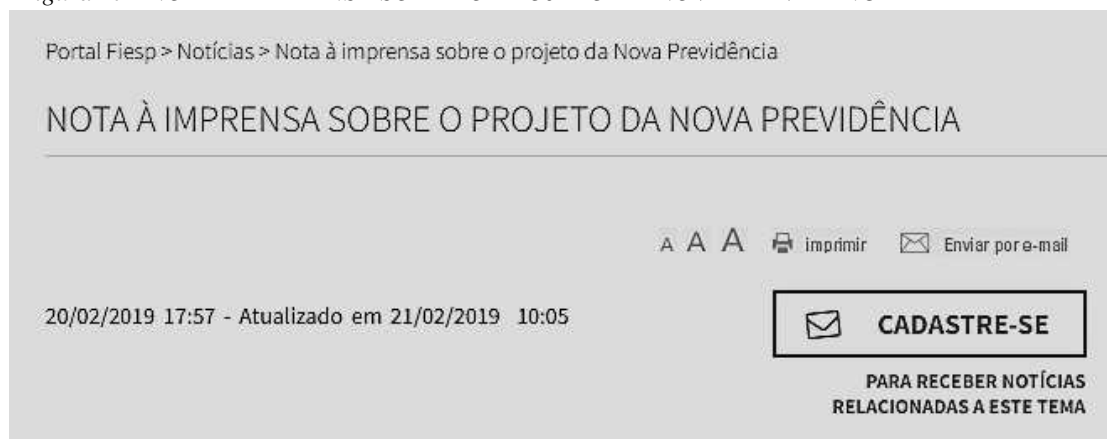 Portal Fiesp > Notícias > Nota à imprensa sobre o projeto da Nova Previdência
NOTA À IMPRENSA SOBRE O PROJETO DA NOVA PREVIDÊNCIA
A A A imprimir Enviar por e-mail
20/02/2019 17:57 - Atualizado em 21/02/2019 10:05
CADASTRE-SE
PARA RECEBER NOTÍCIAS
RELACIONADAS A ESTE TEMA